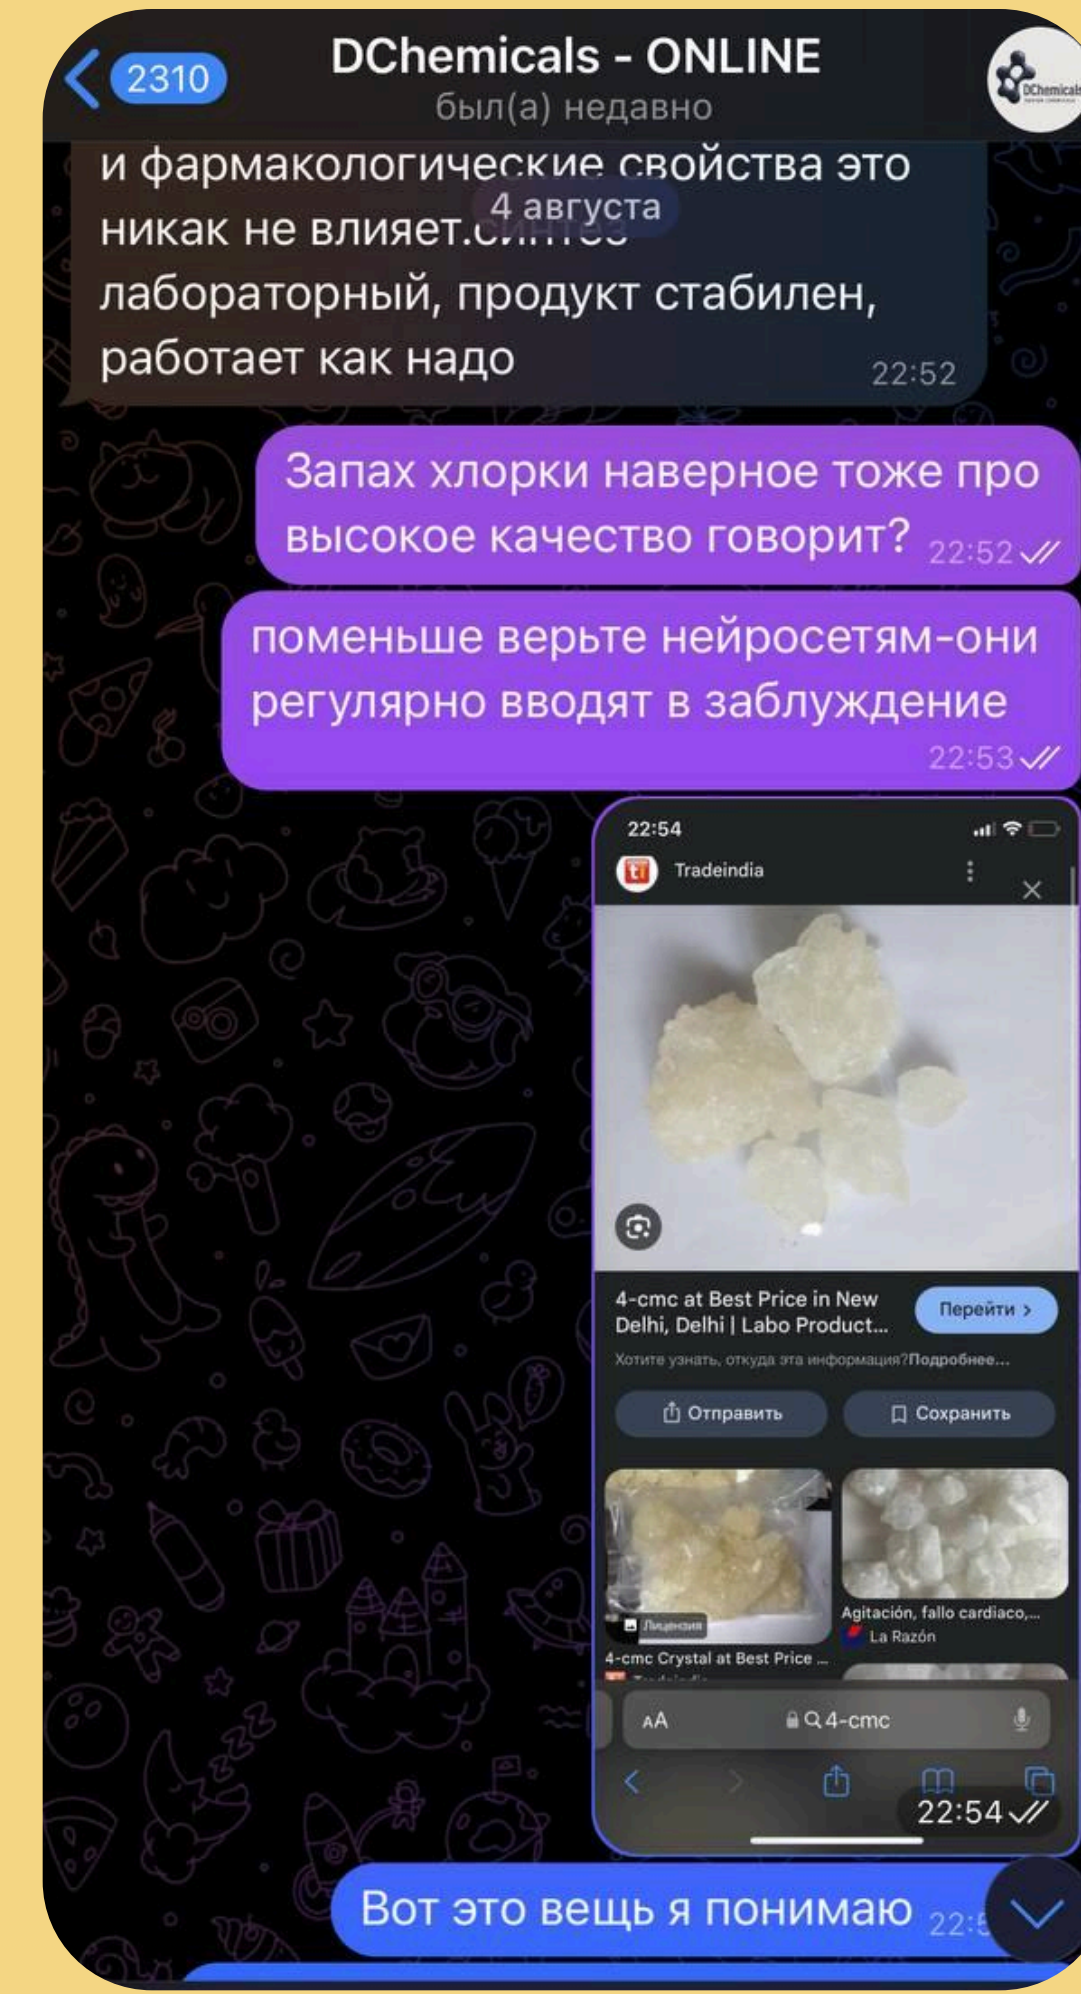 2310
DChemicals - ONLINE
был(а) недавно
DChemicals
и фармакологические свойства это
4 августа
никак не влияет.синтез
лабораторный, продукт стабилен,
работает как надо
22:52
Запах хлорки наверное тоже про
высокое качество говорит? 22:52
поменьше верьте нейросетям-они
регулярно вводят в заблуждение
22:53
22:54
Tradeindia
4-cmc at Best Price in New
Delhi, Delhi | Labo Product...
Перейти >
Хотите узнать, откуда эта информация?Подробнее...
Отправить
Сохранить
Лицензия
4-cmc Crystal at Best Price ...
Agitación, fallo cardiaco,...
La Razón
AA
4-cmc
22:54
Вот это вещь я понимаю